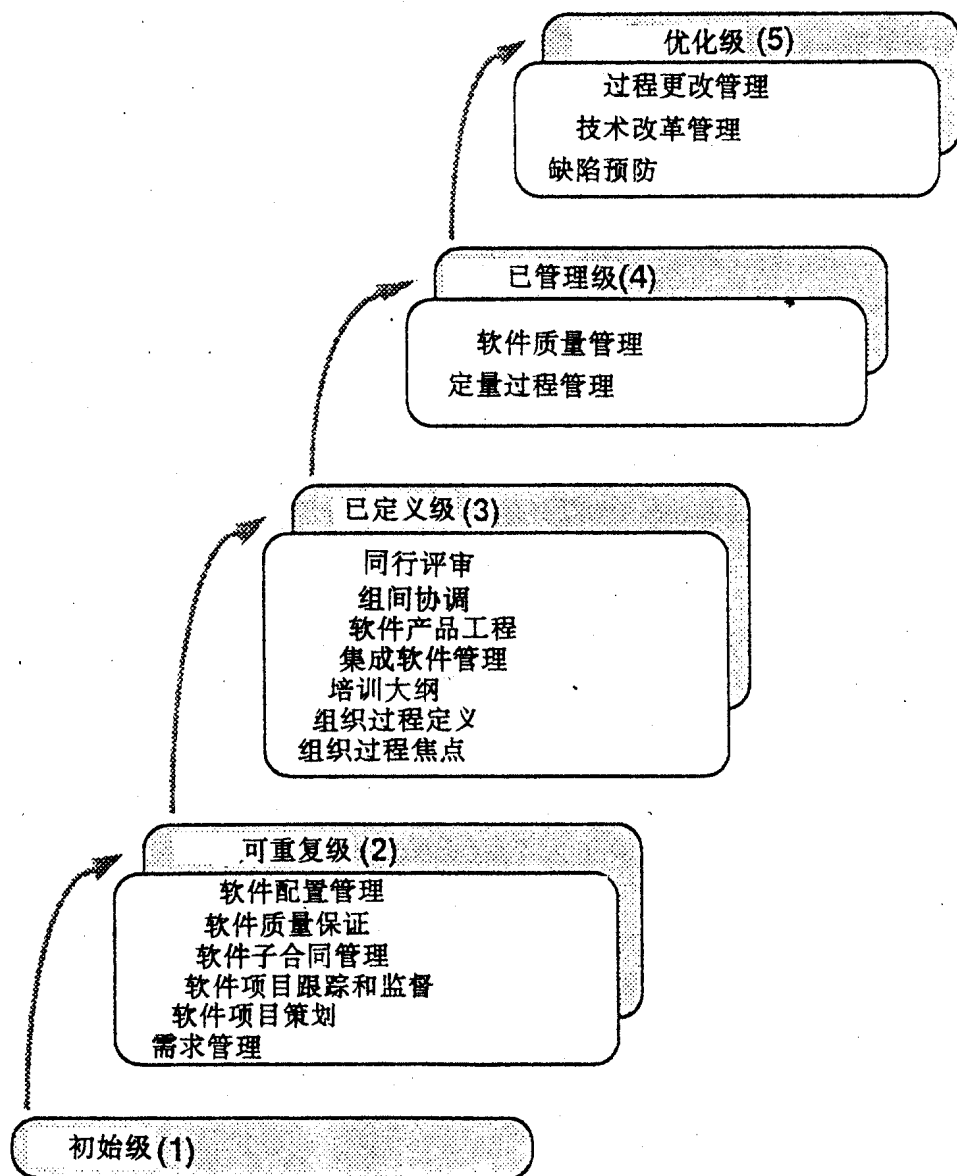 优化级 (5)
过程更改管理
技术改革管理
缺陷预防
已管理级(4)
软件质量管理
定量过程管理
已定义级 (3)
同行评审
组间协调
软件产品工程
集成软件管理
培训大纲
组织过程定义
组织过程焦点
可重复级 (2)
软件配置管理
软件质量保证
软件子合同管理
软件项目跟踪和监督
软件项目策划
需求管理
初始级 (1)